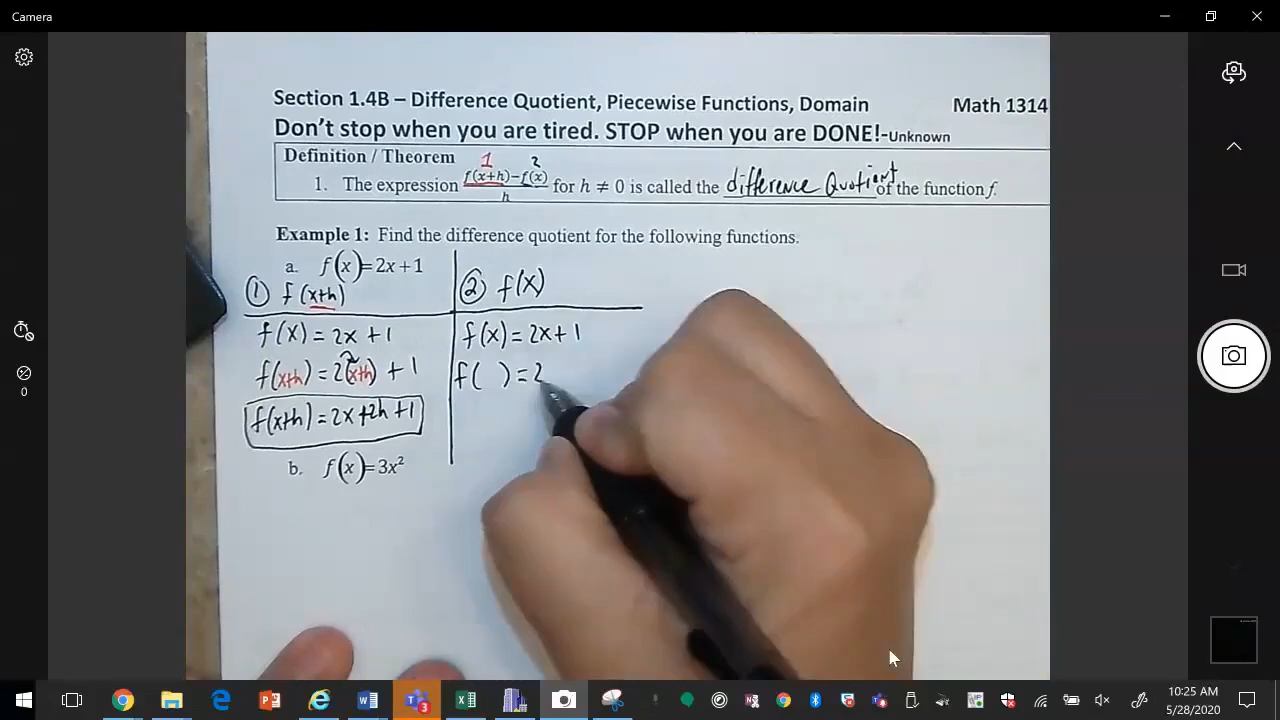 Camera
Section 1.4B – Difference Quotient, Piecewise Functions, Domain Math 1314
Don't stop when you are tired. STOP when you are DONE!-Unknown
Definition / Theorem 1 2
1. The expression f(x+h)−f(x)/h for h ≠ 0 is called the difference Quotient of the function f.
Example 1: Find the difference quotient for the following functions.
a. f(x)=2x+1
① f(x+h)
② f(x)
f(x) = 2x + 1
f(x+h) = 2(x+h) + 1
f(x+h) = 2x+2h+1
f(x) = 2x+1
f( ) = 2
b. f(x)=3x²
0
3
10:25 AM
5/28/2020